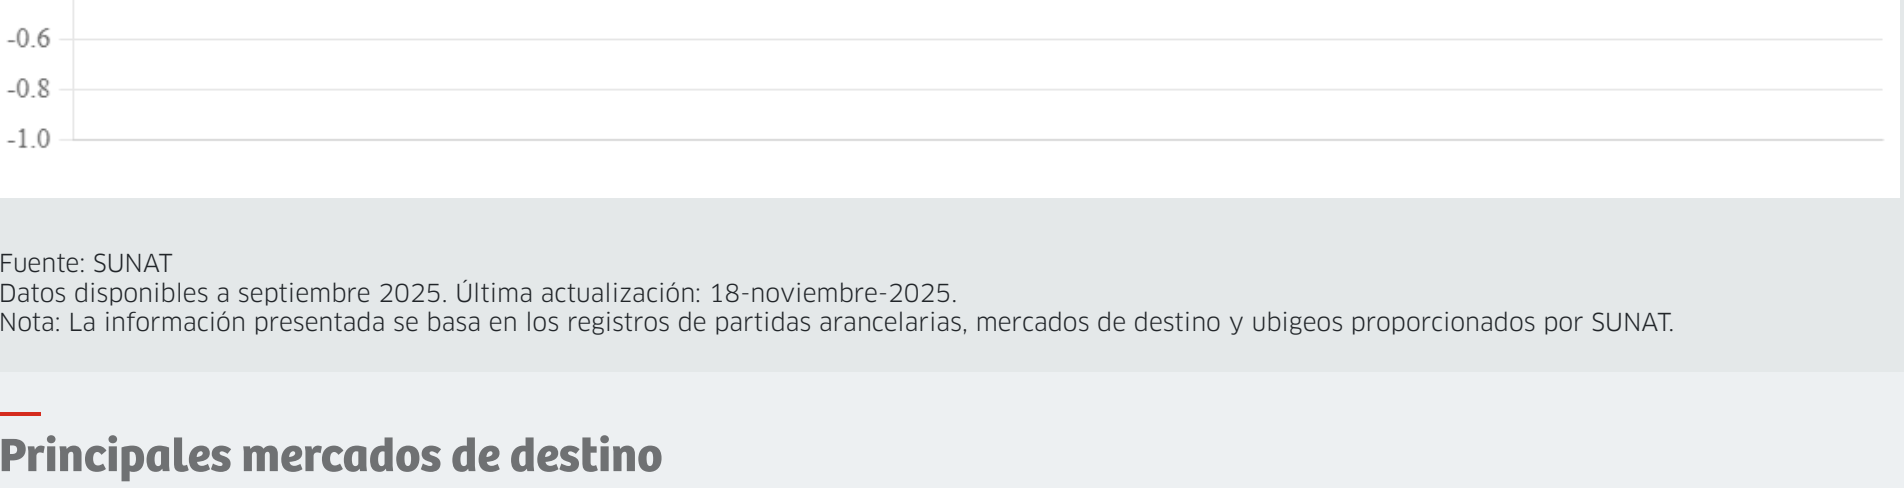 -0.6
-0.8
-1.0
Fuente: SUNAT
Datos disponibles a septiembre 2025. Última actualización: 18-noviembre-2025.
Nota: La información presentada se basa en los registros de partidas arancelarias, mercados de destino y ubigeos proporcionados por SUNAT.
Principales mercados de destino